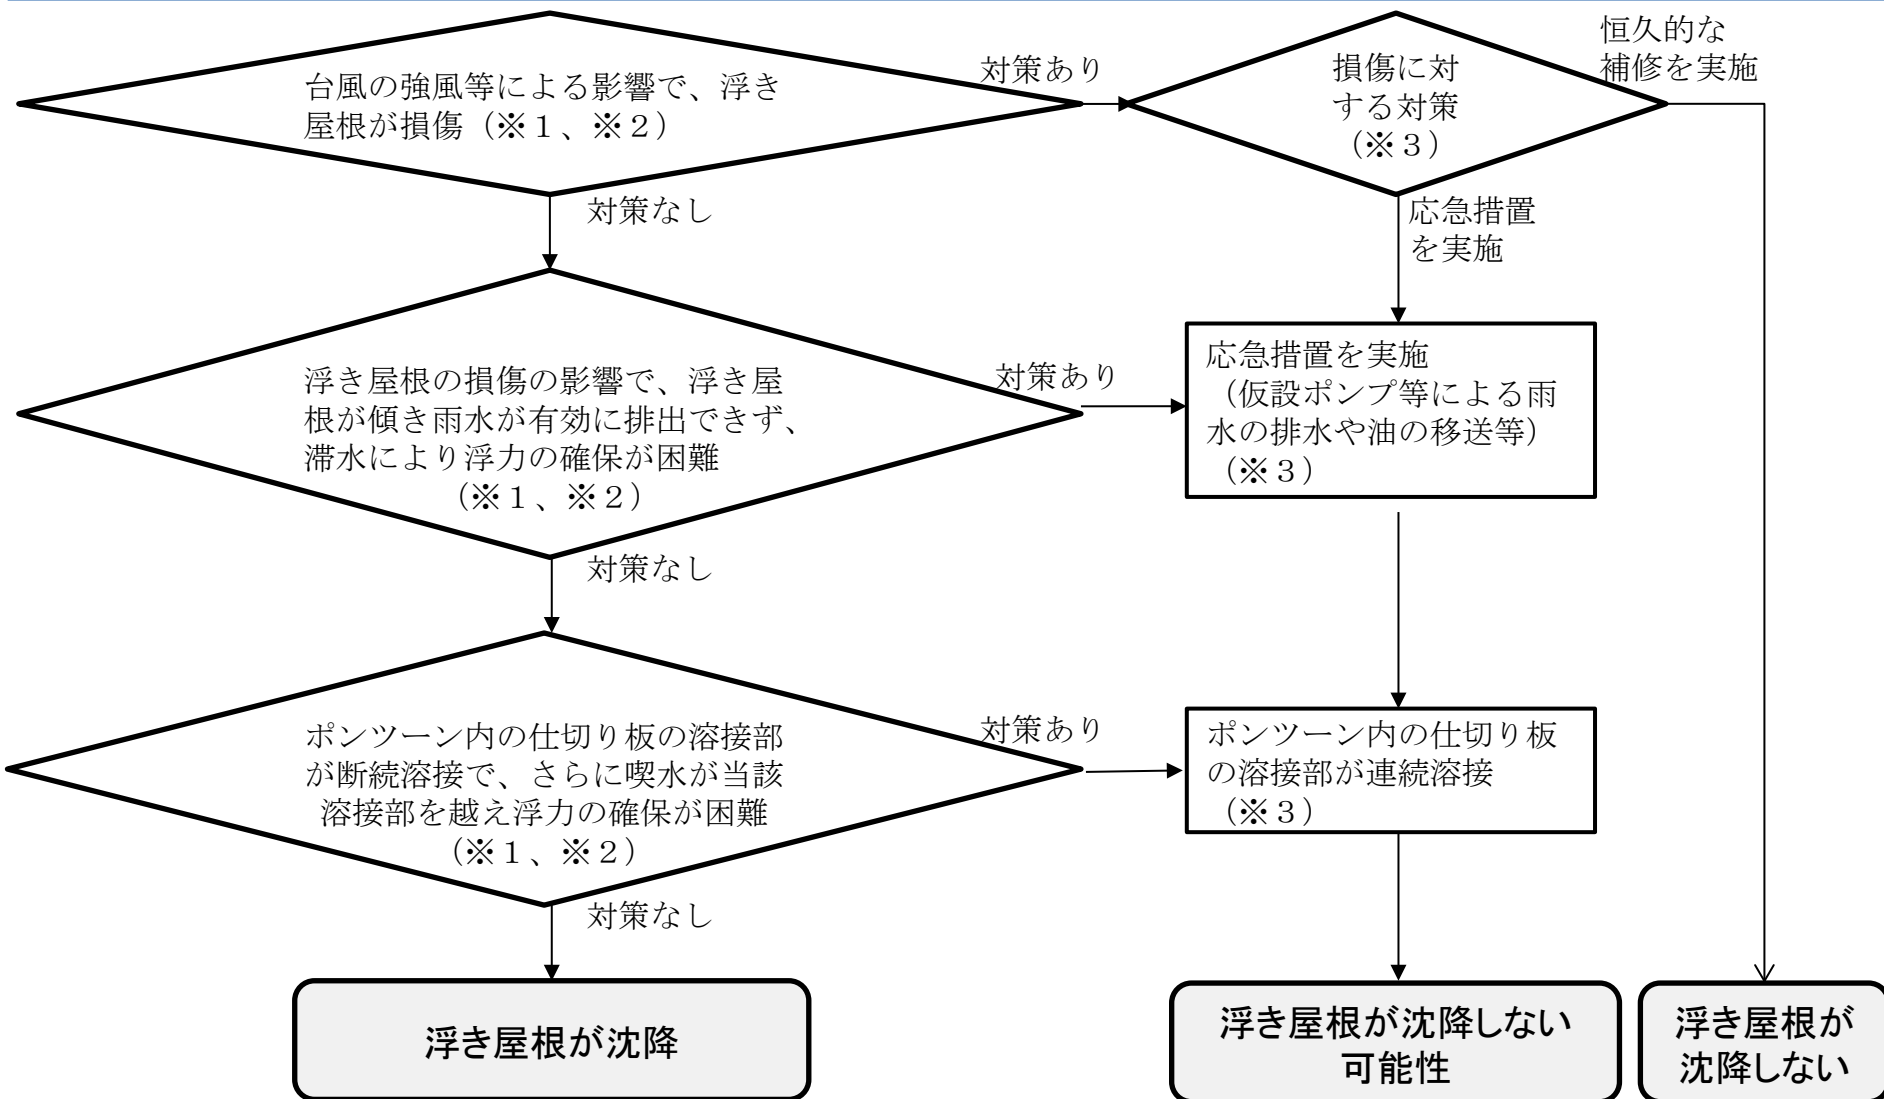 台風の強風等による影響で、浮き
屋根が損傷（※１、※２）
対策あり
損傷に対
する対策
（※３）
恒久的な
補修を実施
対策なし
応急措置
を実施
浮き屋根の損傷の影響で、浮き屋
根が傾き雨水が有効に排出できず、
滞水により浮力の確保が困難
（※１、※２）
対策あり
応急措置を実施
（仮設ポンプ等による雨
水の排水や油の移送等）
（※３）
対策なし
ポンツーン内の仕切り板の溶接部
が断続溶接で、さらに喫水が当該
溶接部を越え浮力の確保が困難
（※１、※２）
対策あり
ポンツーン内の仕切り板
の溶接部が連続溶接
（※３）
対策なし
浮き屋根が沈降
浮き屋根が沈降しない
可能性
浮き屋根が
沈降しない